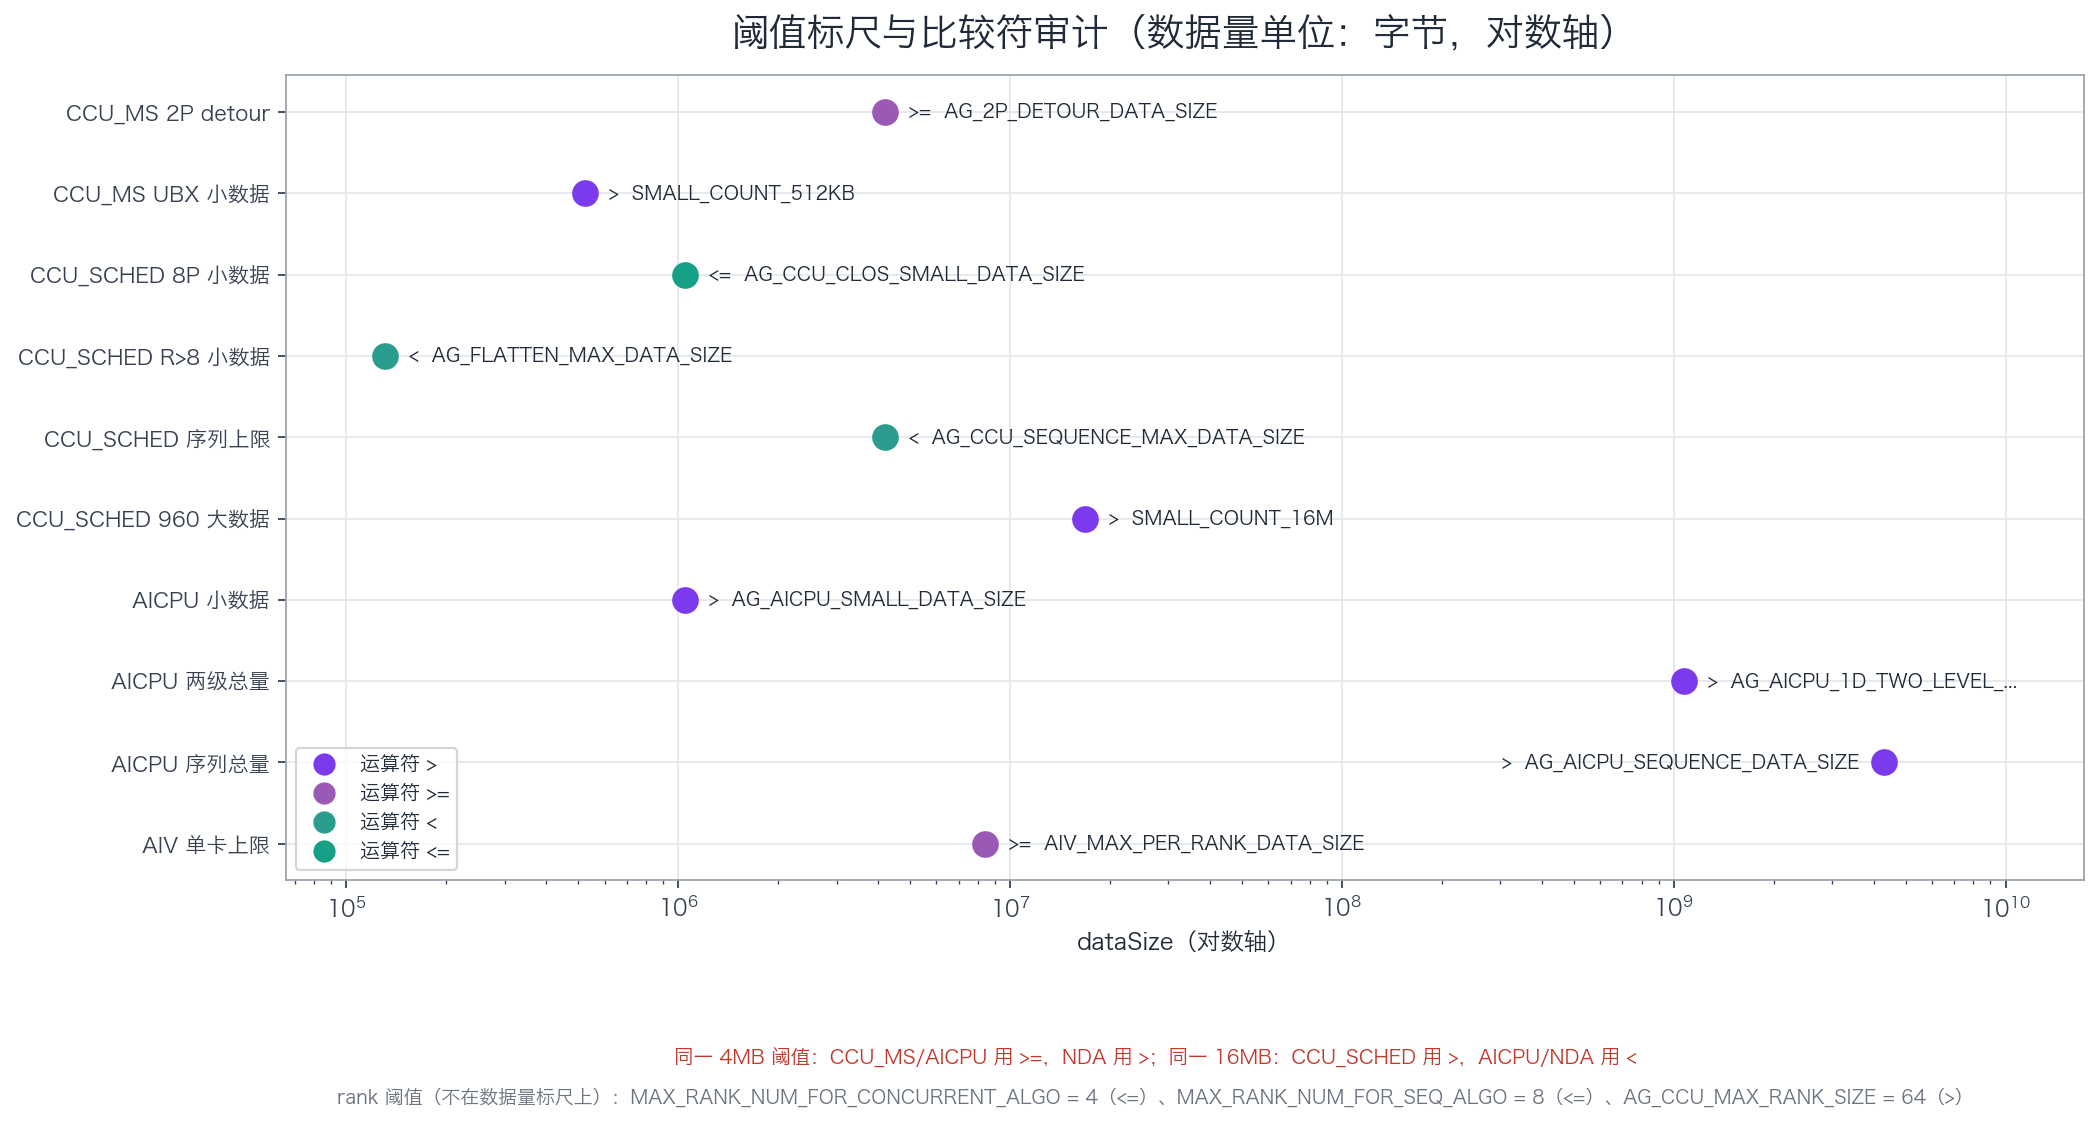 阈值标尺与比较符审计（数据量单位：字节，对数轴）
CCU_MS 2P detour
>= AG_2P_DETOUR_DATA_SIZE
CCU_MS UBX 小数据
> SMALL_COUNT_512KB
CCU_SCHED 8P 小数据
<= AG_CCU_CLOS_SMALL_DATA_SIZE
CCU_SCHED R>8 小数据
< AG_FLATTEN_MAX_DATA_SIZE
CCU_SCHED 序列上限
< AG_CCU_SEQUENCE_MAX_DATA_SIZE
CCU_SCHED 960 大数据
> SMALL_COUNT_16M
AICPU 小数据
> AG_AICPU_SMALL_DATA_SIZE
AICPU 两级总量
> AG_AICPU_1D_TWO_LEVEL_...
AICPU 序列总量
> AG_AICPU_SEQUENCE_DATA_SIZE
AIV 单卡上限
>= AIV_MAX_PER_RANK_DATA_SIZE
运算符 >
运算符 >=
运算符 <
运算符 <=
10⁵ 10⁶ 10⁷ 10⁸ 10⁹ 10¹⁰
dataSize（对数轴）
同一 4MB 阈值：CCU_MS/AICPU 用 >=，NDA 用 >；同一 16MB：CCU_SCHED 用 >，AICPU/NDA 用 <
rank 阈值（不在数据量标尺上）：MAX_RANK_NUM_FOR_CONCURRENT_ALGO = 4（<=）、MAX_RANK_NUM_FOR_SEQ_ALGO = 8（<=）、AG_CCU_MAX_RANK_SIZE = 64（>）